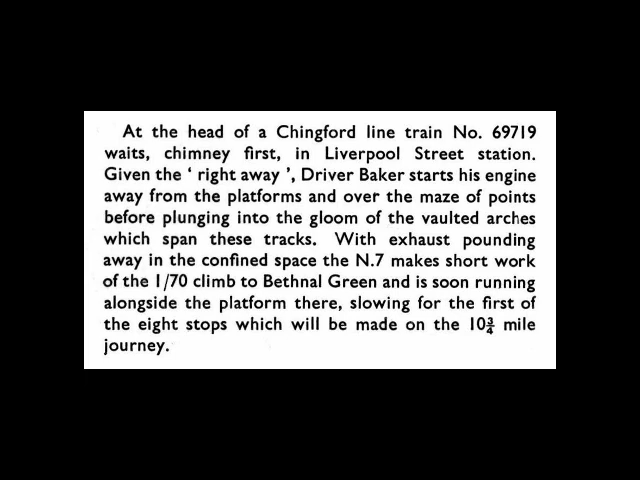 At the head of a Chingford line train No. 69719
waits, chimney first, in Liverpool Street station.
Given the ‘ right away ’, Driver Baker starts his engine
away from the platforms and over the maze of points
before plunging into the gloom of the vaulted arches
which span these tracks. With exhaust pounding
away in the confined space the N.7 makes short work
of the 1/70 climb to Bethnal Green and is soon running
alongside the platform there, slowing for the first of
the eight stops which will be made on the 10¾ mile
journey.